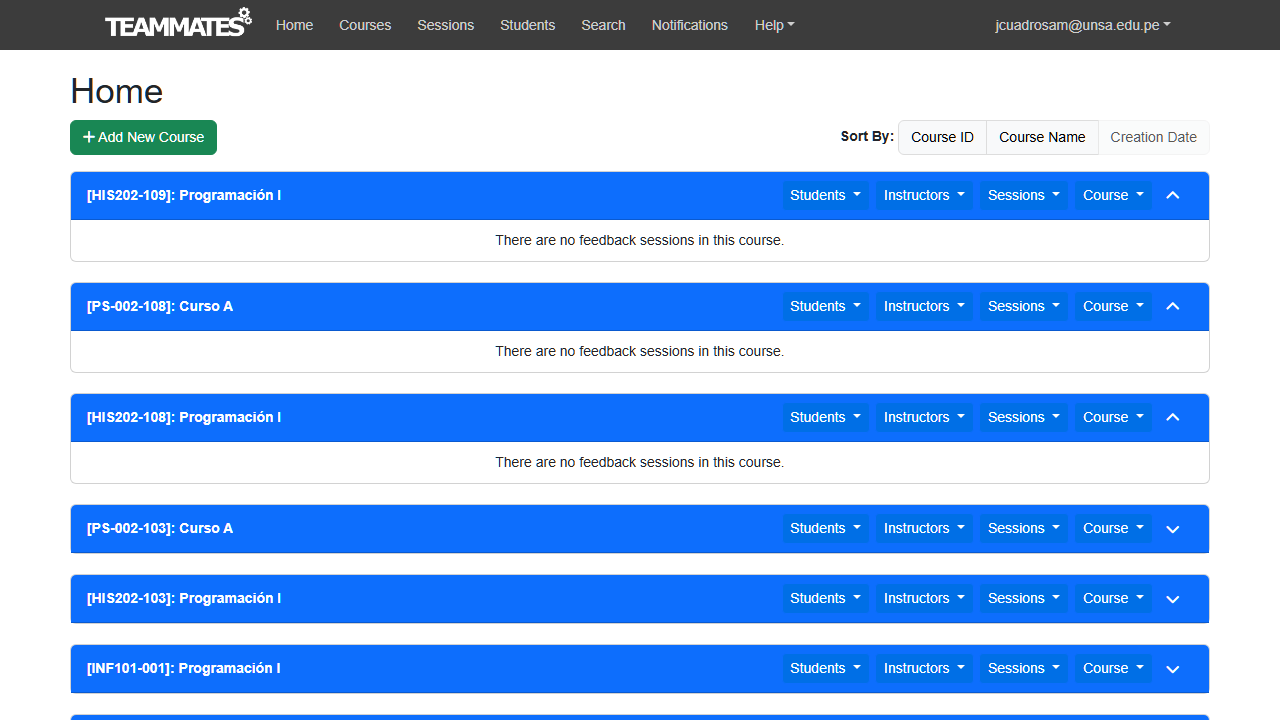 TEAMMATES Home Courses Sessions Students Search Notifications Help jcuadrosam@unsa.edu.pe
Home
+ Add New Course Sort By: Course ID Course Name Creation Date
[HIS202-109]: Programación I Students Instructors Sessions Course
There are no feedback sessions in this course.
[PS-002-108]: Curso A Students Instructors Sessions Course
There are no feedback sessions in this course.
[HIS202-108]: Programación I Students Instructors Sessions Course
There are no feedback sessions in this course.
[PS-002-103]: Curso A Students Instructors Sessions Course
[HIS202-103]: Programación I Students Instructors Sessions Course
[INF101-001]: Programación I Students Instructors Sessions Course